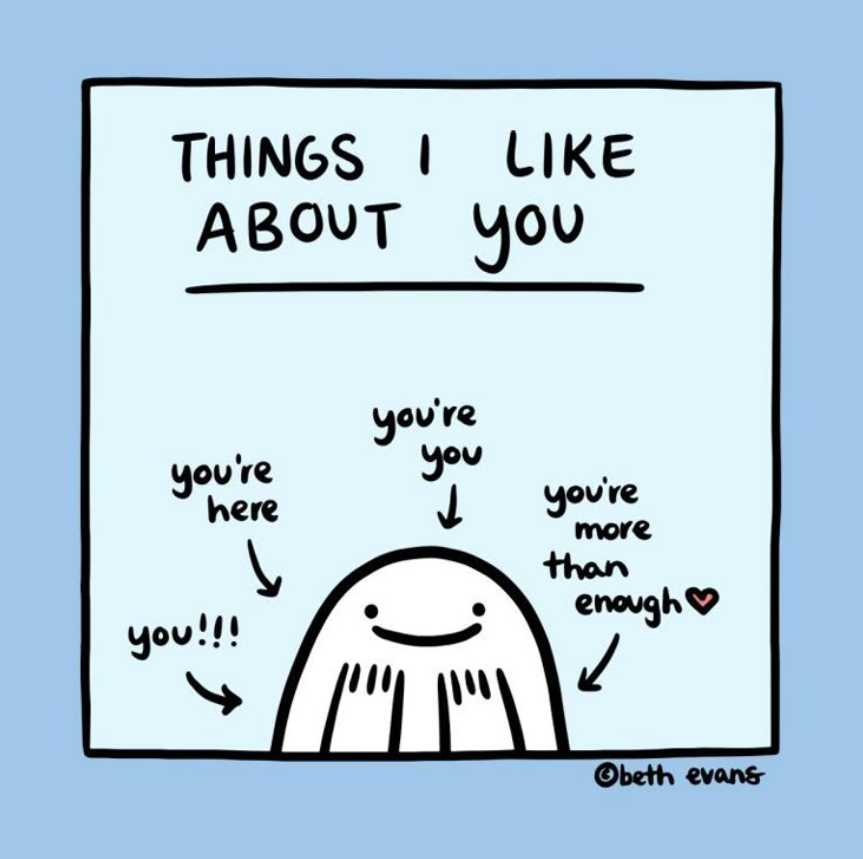 THINGS I LIKE
ABOUT YOU
you're
you
you're
here
you're
more
than
enough
you!!!
©beth evans